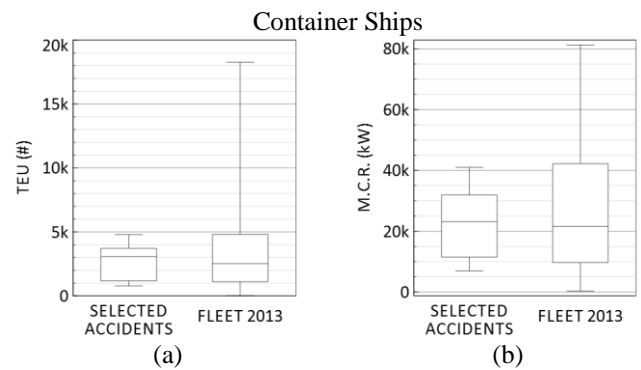 Container Ships
20k
15k
10k
5k
0
TEU (#)
SELECTED
ACCIDENTS
FLEET 2013
(a)
80k
60k
40k
20k
0
M.C.R. (kW)
SELECTED
ACCIDENTS
FLEET 2013
(b)